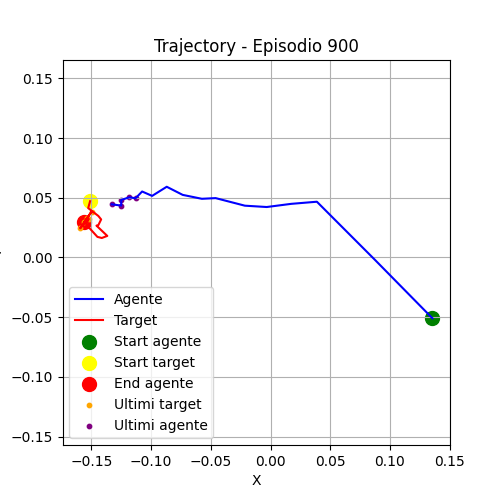 Trajectory - Episodio 900
0.15
0.10
0.05
0.00
−0.05
−0.10
−0.15
Agente
Target
Start agente
Start target
End agente
Ultimi target
Ultimi agente
−0.15 −0.10 −0.05 0.00 0.05 0.10 0.15
X